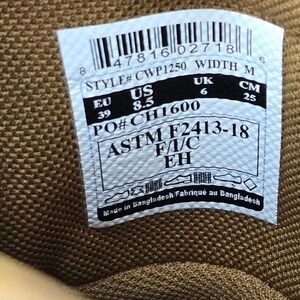 8 47816 02718 6
STYLE# CWP1250 WIDTH M
EU US UK CM
39 8.5 6 25
PO#CH1600
ASTM F2413-18
F/I/C
EH
Made in Bangladesh/Fabriqué au Bangladesh